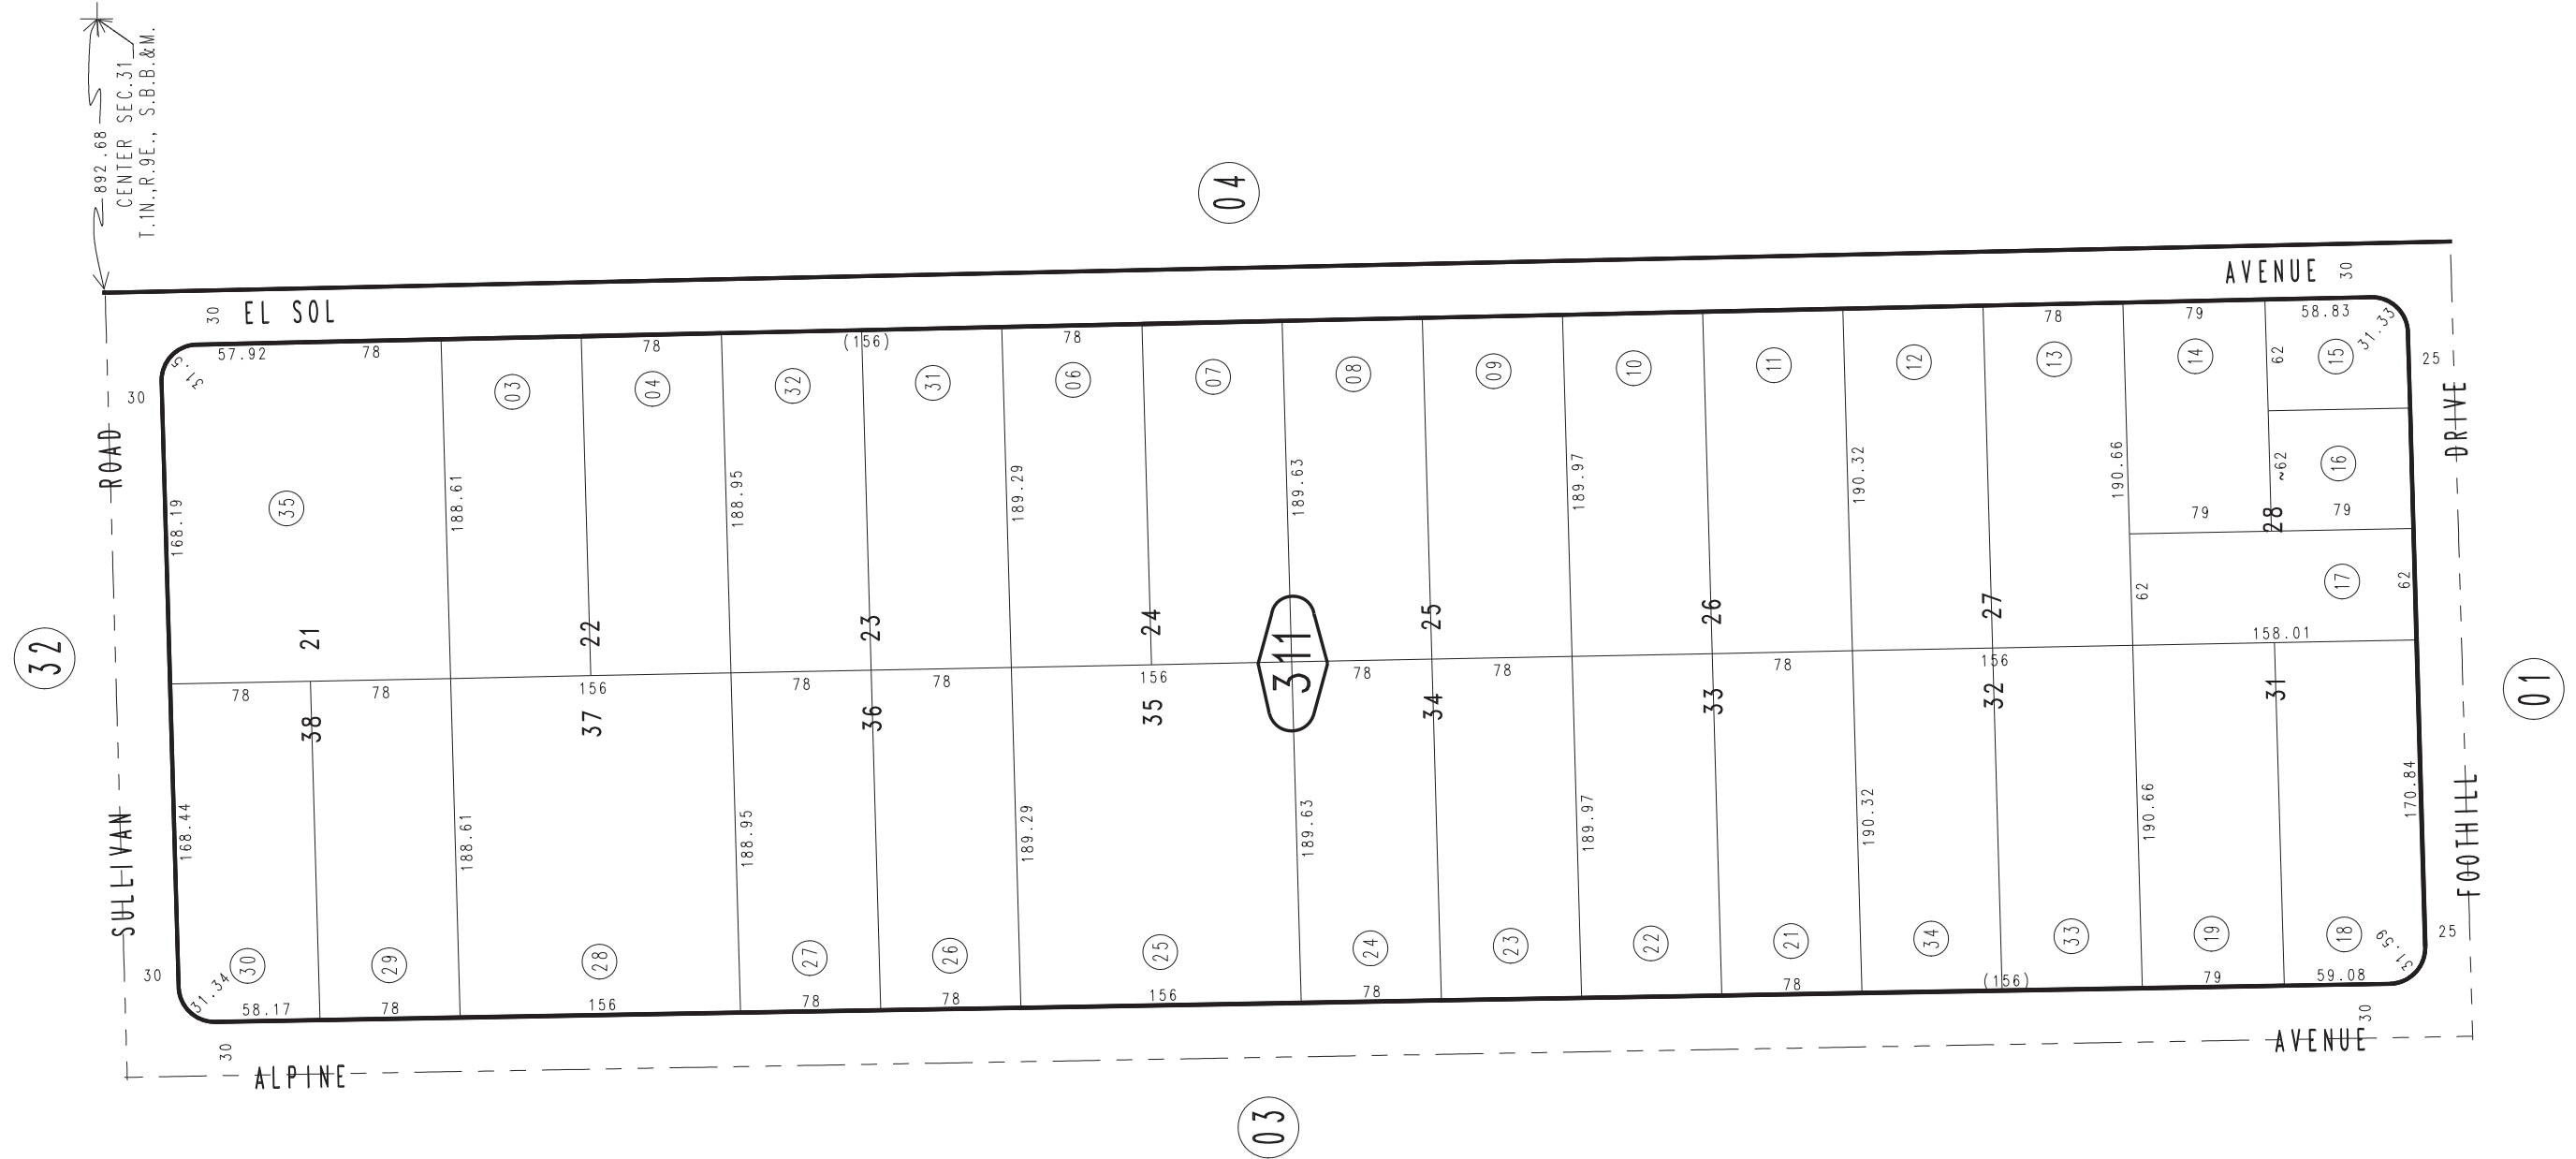 892.68
CENTER SEC.31
T.1N.,R.9E., S.B.B.&M.
04
30 EL SOL AVENUE 30
57.92 78 78 (156) 78 78 79 58.83
31.33
30 25
03 04 32 31 06 07 08 09 10 11 12 13 14 62 15
35
16
~62
79 28 79
62 17 62
158.01
ROAD
DRIVE
168.19 188.61 188.95 189.29 189.63 189.97 190.32 190.66
21 22 23 24 25 26 27
32 311 01
78 78 156 78 78 156 78 78 78 156
38 37 36 35 34 33 32 31
168.44 188.61 188.95 189.29 189.63 189.97 190.32 190.66 170.84
SULLIVAN
FOOTHILL
30 29 28 27 26 25 24 23 22 21 34 33 19 18
30 25
31.34 31.59
58.17 78 156 78 78 156 78 78 (156) 79 59.08
30 ALPINE AVENUE 30
03